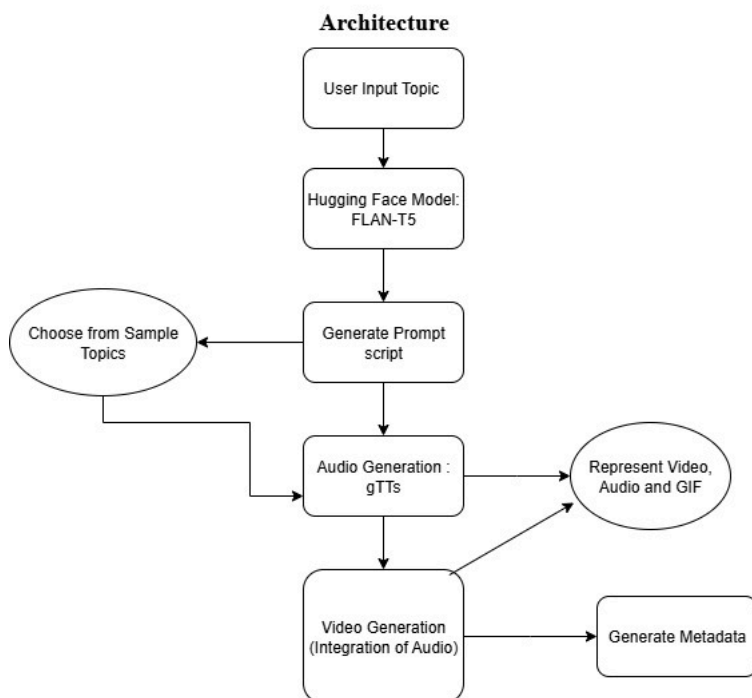 Architecture
User Input Topic
Hugging Face Model:
FLAN-T5
Choose from Sample
Topics
Generate Prompt
script
Audio Generation :
gTTs
Represent Video,
Audio and GIF
Video Generation
(Integration of Audio)
Generate Metadata